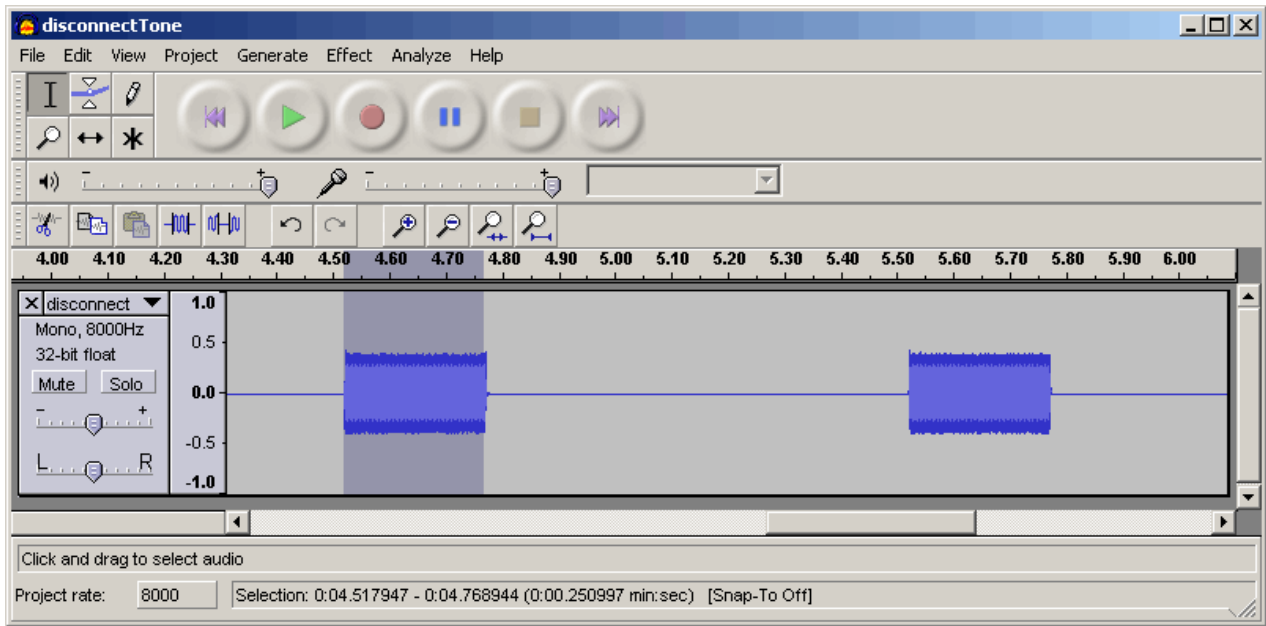 disconnectTone
File Edit View Project Generate Effect Analyze Help
4.00 4.10 4.20 4.30 4.40 4.50 4.60 4.70 4.80 4.90 5.00 5.10 5.20 5.30 5.40 5.50 5.60 5.70 5.80 5.90 6.00
disconnect
Mono, 8000Hz
32-bit float
Mute Solo
- +
L R
1.0
0.5
0.0
-0.5
-1.0
Click and drag to select audio
Project rate: 8000 Selection: 0:04.517947 - 0:04.768944 (0:00.250997 min:sec) [Snap-To Off]